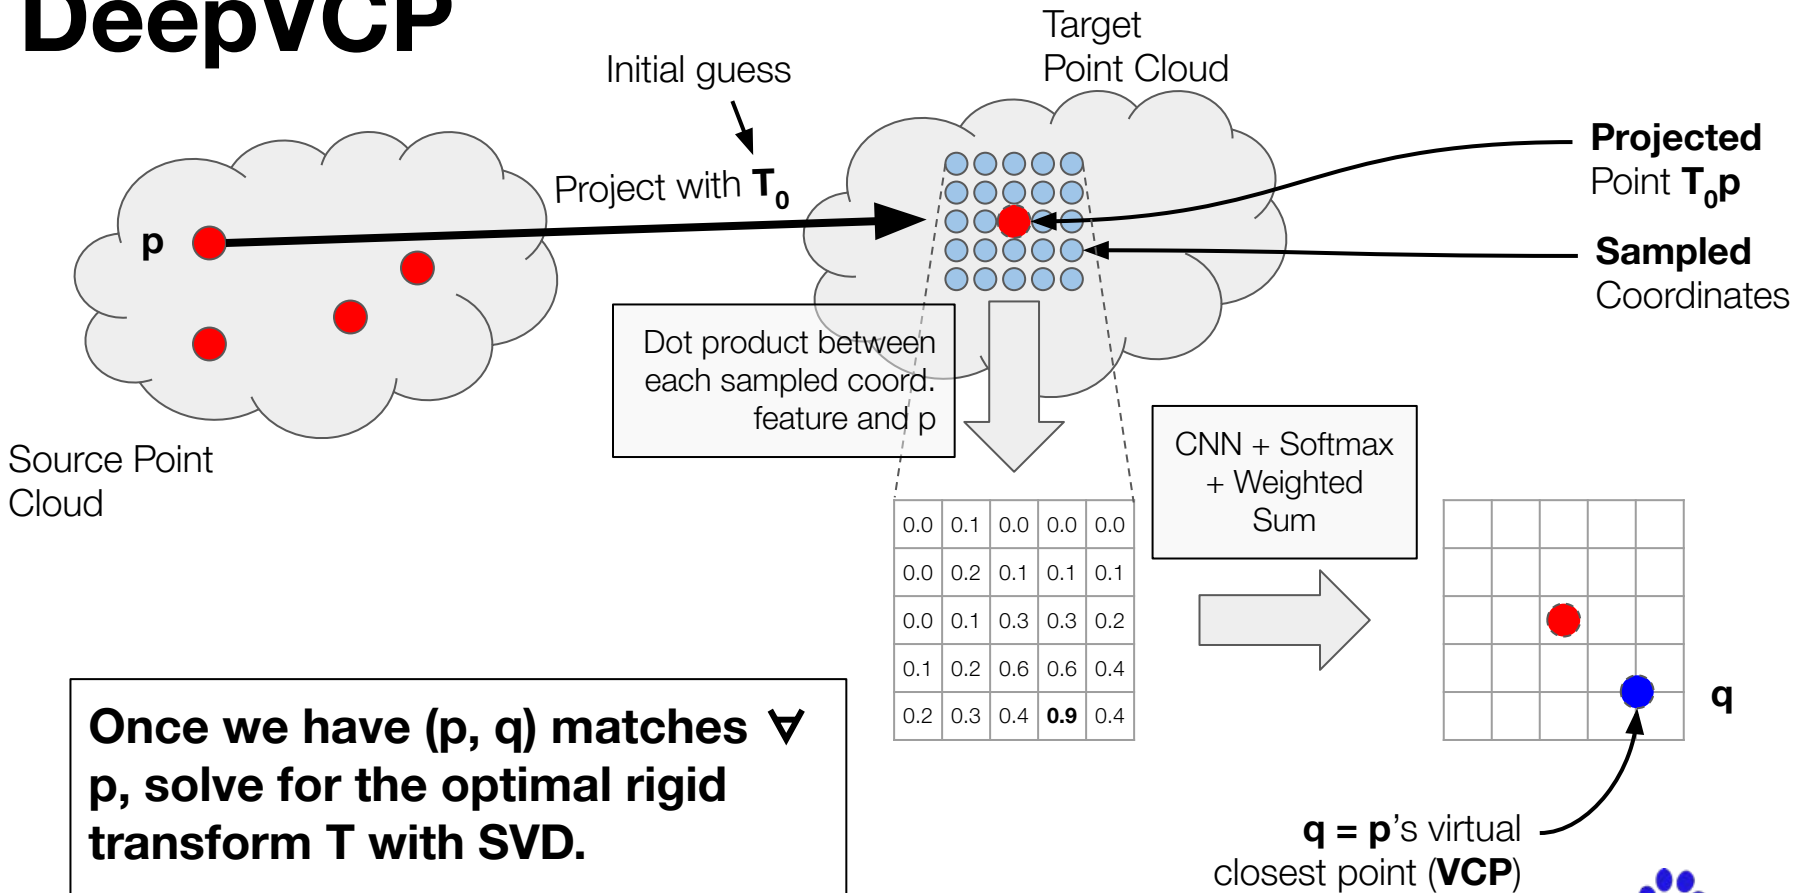 DeepVCP
Initial guess
Target
Point Cloud
Project with T0
Projected
Point T0p
p
Sampled
Coordinates
Dot product between
each sampled coord.
feature and p
Source Point
Cloud
CNN + Softmax
+ Weighted
Sum
0.0 0.1 0.0 0.0 0.0
0.0 0.2 0.1 0.1 0.1
0.0 0.1 0.3 0.3 0.2
0.1 0.2 0.6 0.6 0.4
0.2 0.3 0.4 0.9 0.4
q
Once we have (p, q) matches ∀
p, solve for the optimal rigid
transform T with SVD.
q = p's virtual
closest point (VCP)